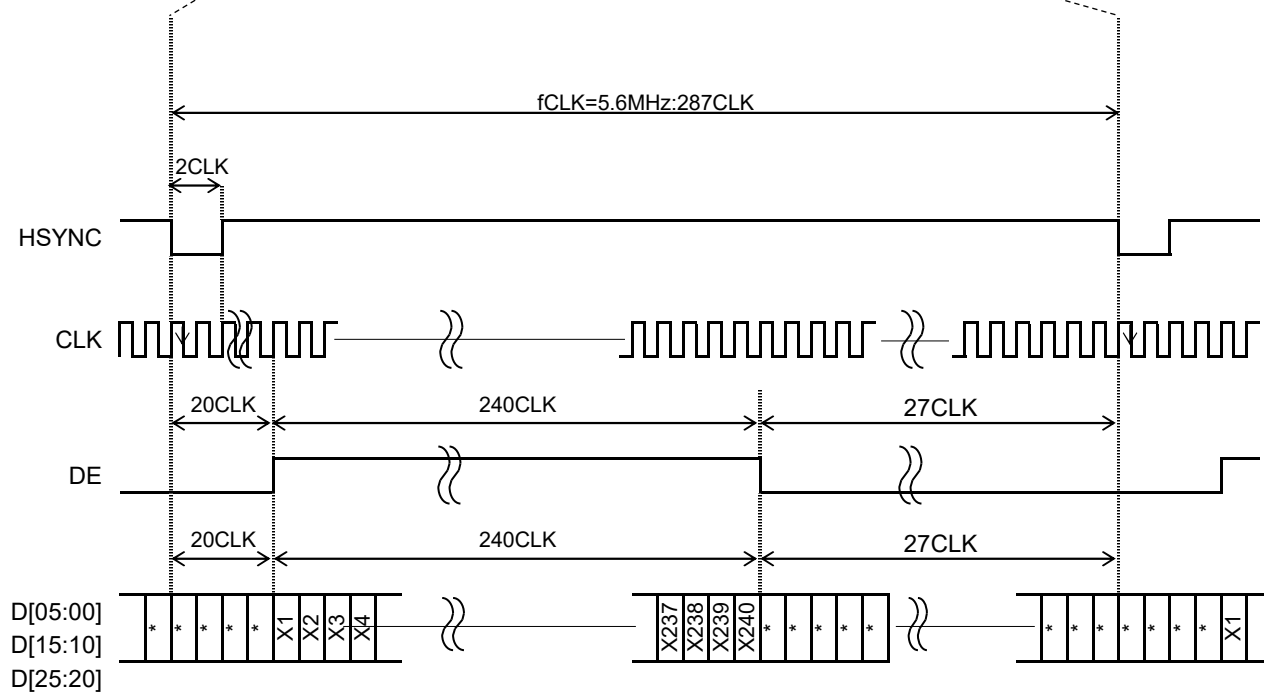 fCLK=5.6MHz:287CLK
2CLK
HSYNC
CLK
20CLK 240CLK 27CLK
DE
20CLK 240CLK 27CLK
D[05:00]
D[15:10]
D[25:20]
* * * * * X1 X2 X3 X4 X237 X238 X239 X240 * * * * * * * * * * * * X1